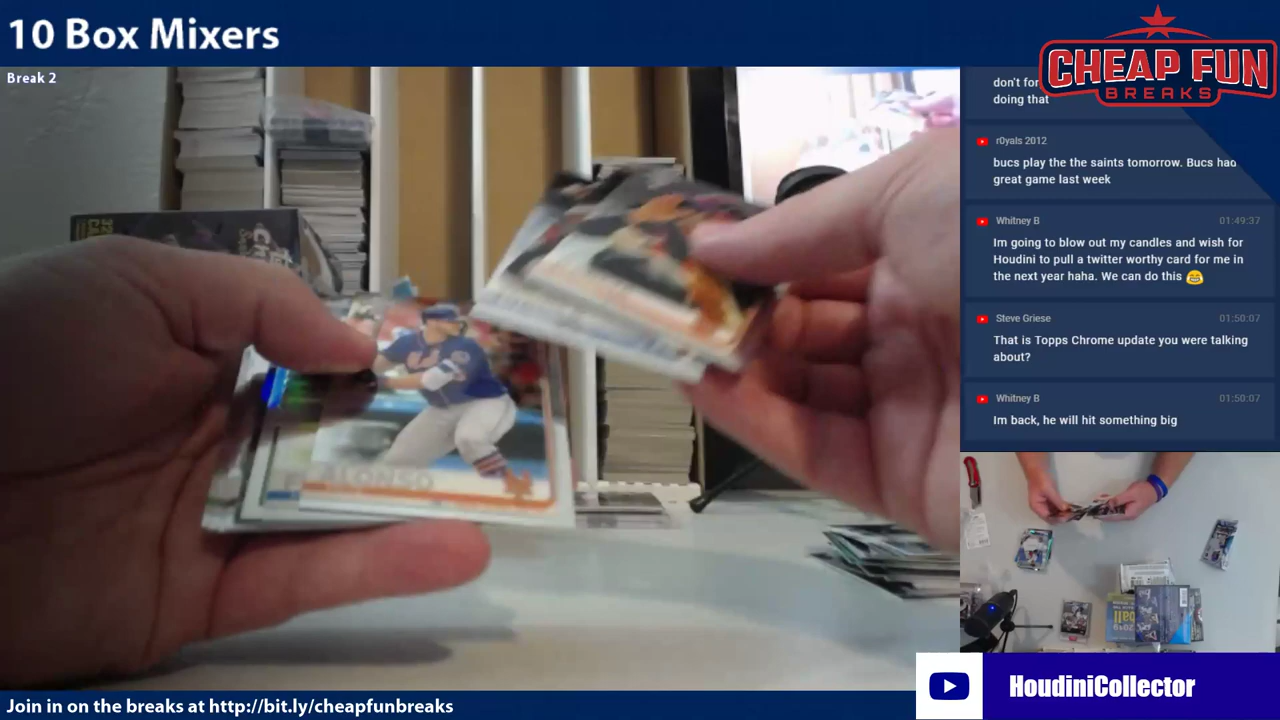 10 Box Mixers
Break 2
CHEAP FUN
BREAKS
don't for
doing that
r0yals 2012
bucs play the the saints tomorrow. Bucs had
great game last week
Whitney B 01:49:37
Im going to blow out my candles and wish for
Houdini to pull a twitter worthy card for me in
the next year haha. We can do this 😂
Steve Griese 01:50:07
That is Topps Chrome update you were talking
about?
Whitney B 01:50:07
Im back, he will hit something big
ALONSO
HoudiniCollector
Join in on the breaks at http://bit.ly/cheapfunbreaks